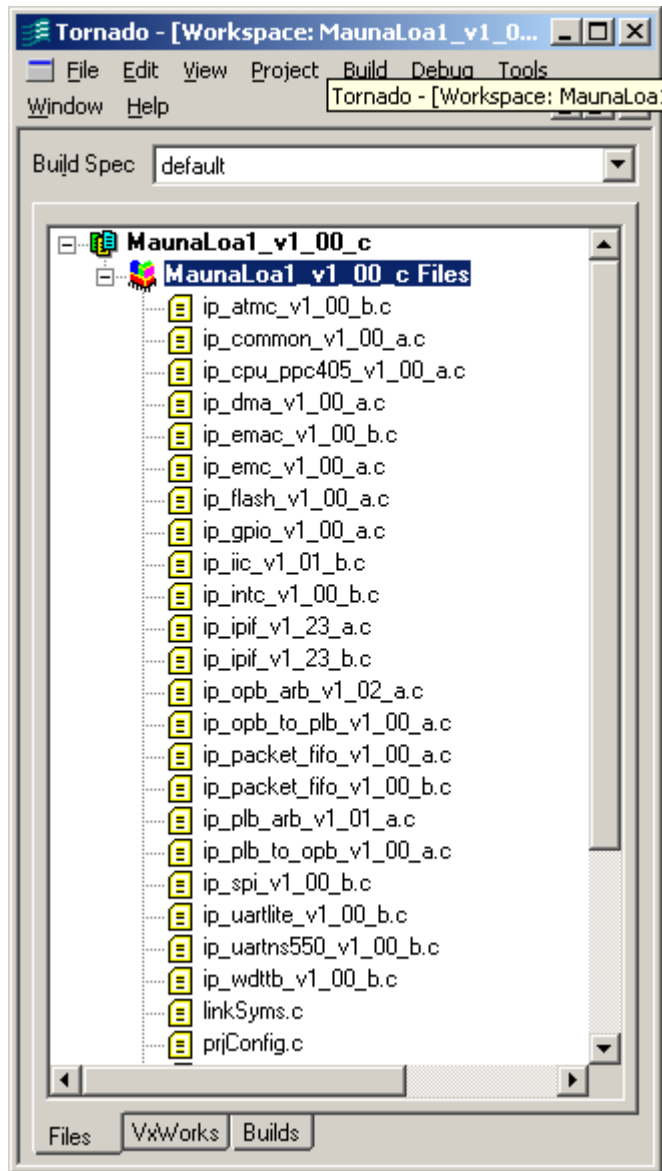 Tornado - [Workspace: MaunaLoa1_v1_0...
File Edit View Project Build Debug Tools
Tornado - [Workspace: MaunaLoa1
Window Help
Build Spec default
MaunaLoa1_v1_00_c
MaunaLoa1_v1_00_c Files
ip_atmc_v1_00_b.c
ip_common_v1_00_a.c
ip_cpu_ppc405_v1_00_a.c
ip_dma_v1_00_a.c
ip_emac_v1_00_b.c
ip_emc_v1_00_a.c
ip_flash_v1_00_a.c
ip_gpio_v1_00_a.c
ip_iic_v1_01_b.c
ip_intc_v1_00_b.c
ip_ipif_v1_23_a.c
ip_ipif_v1_23_b.c
ip_opb_arb_v1_02_a.c
ip_opb_to_plb_v1_00_a.c
ip_packet_fifo_v1_00_a.c
ip_packet_fifo_v1_00_b.c
ip_plb_arb_v1_01_a.c
ip_plb_to_opb_v1_00_a.c
ip_spi_v1_00_b.c
ip_uartlite_v1_00_b.c
ip_uartns550_v1_00_b.c
ip_wdttb_v1_00_b.c
linkSyms.c
prjConfig.c
Files VxWorks Builds